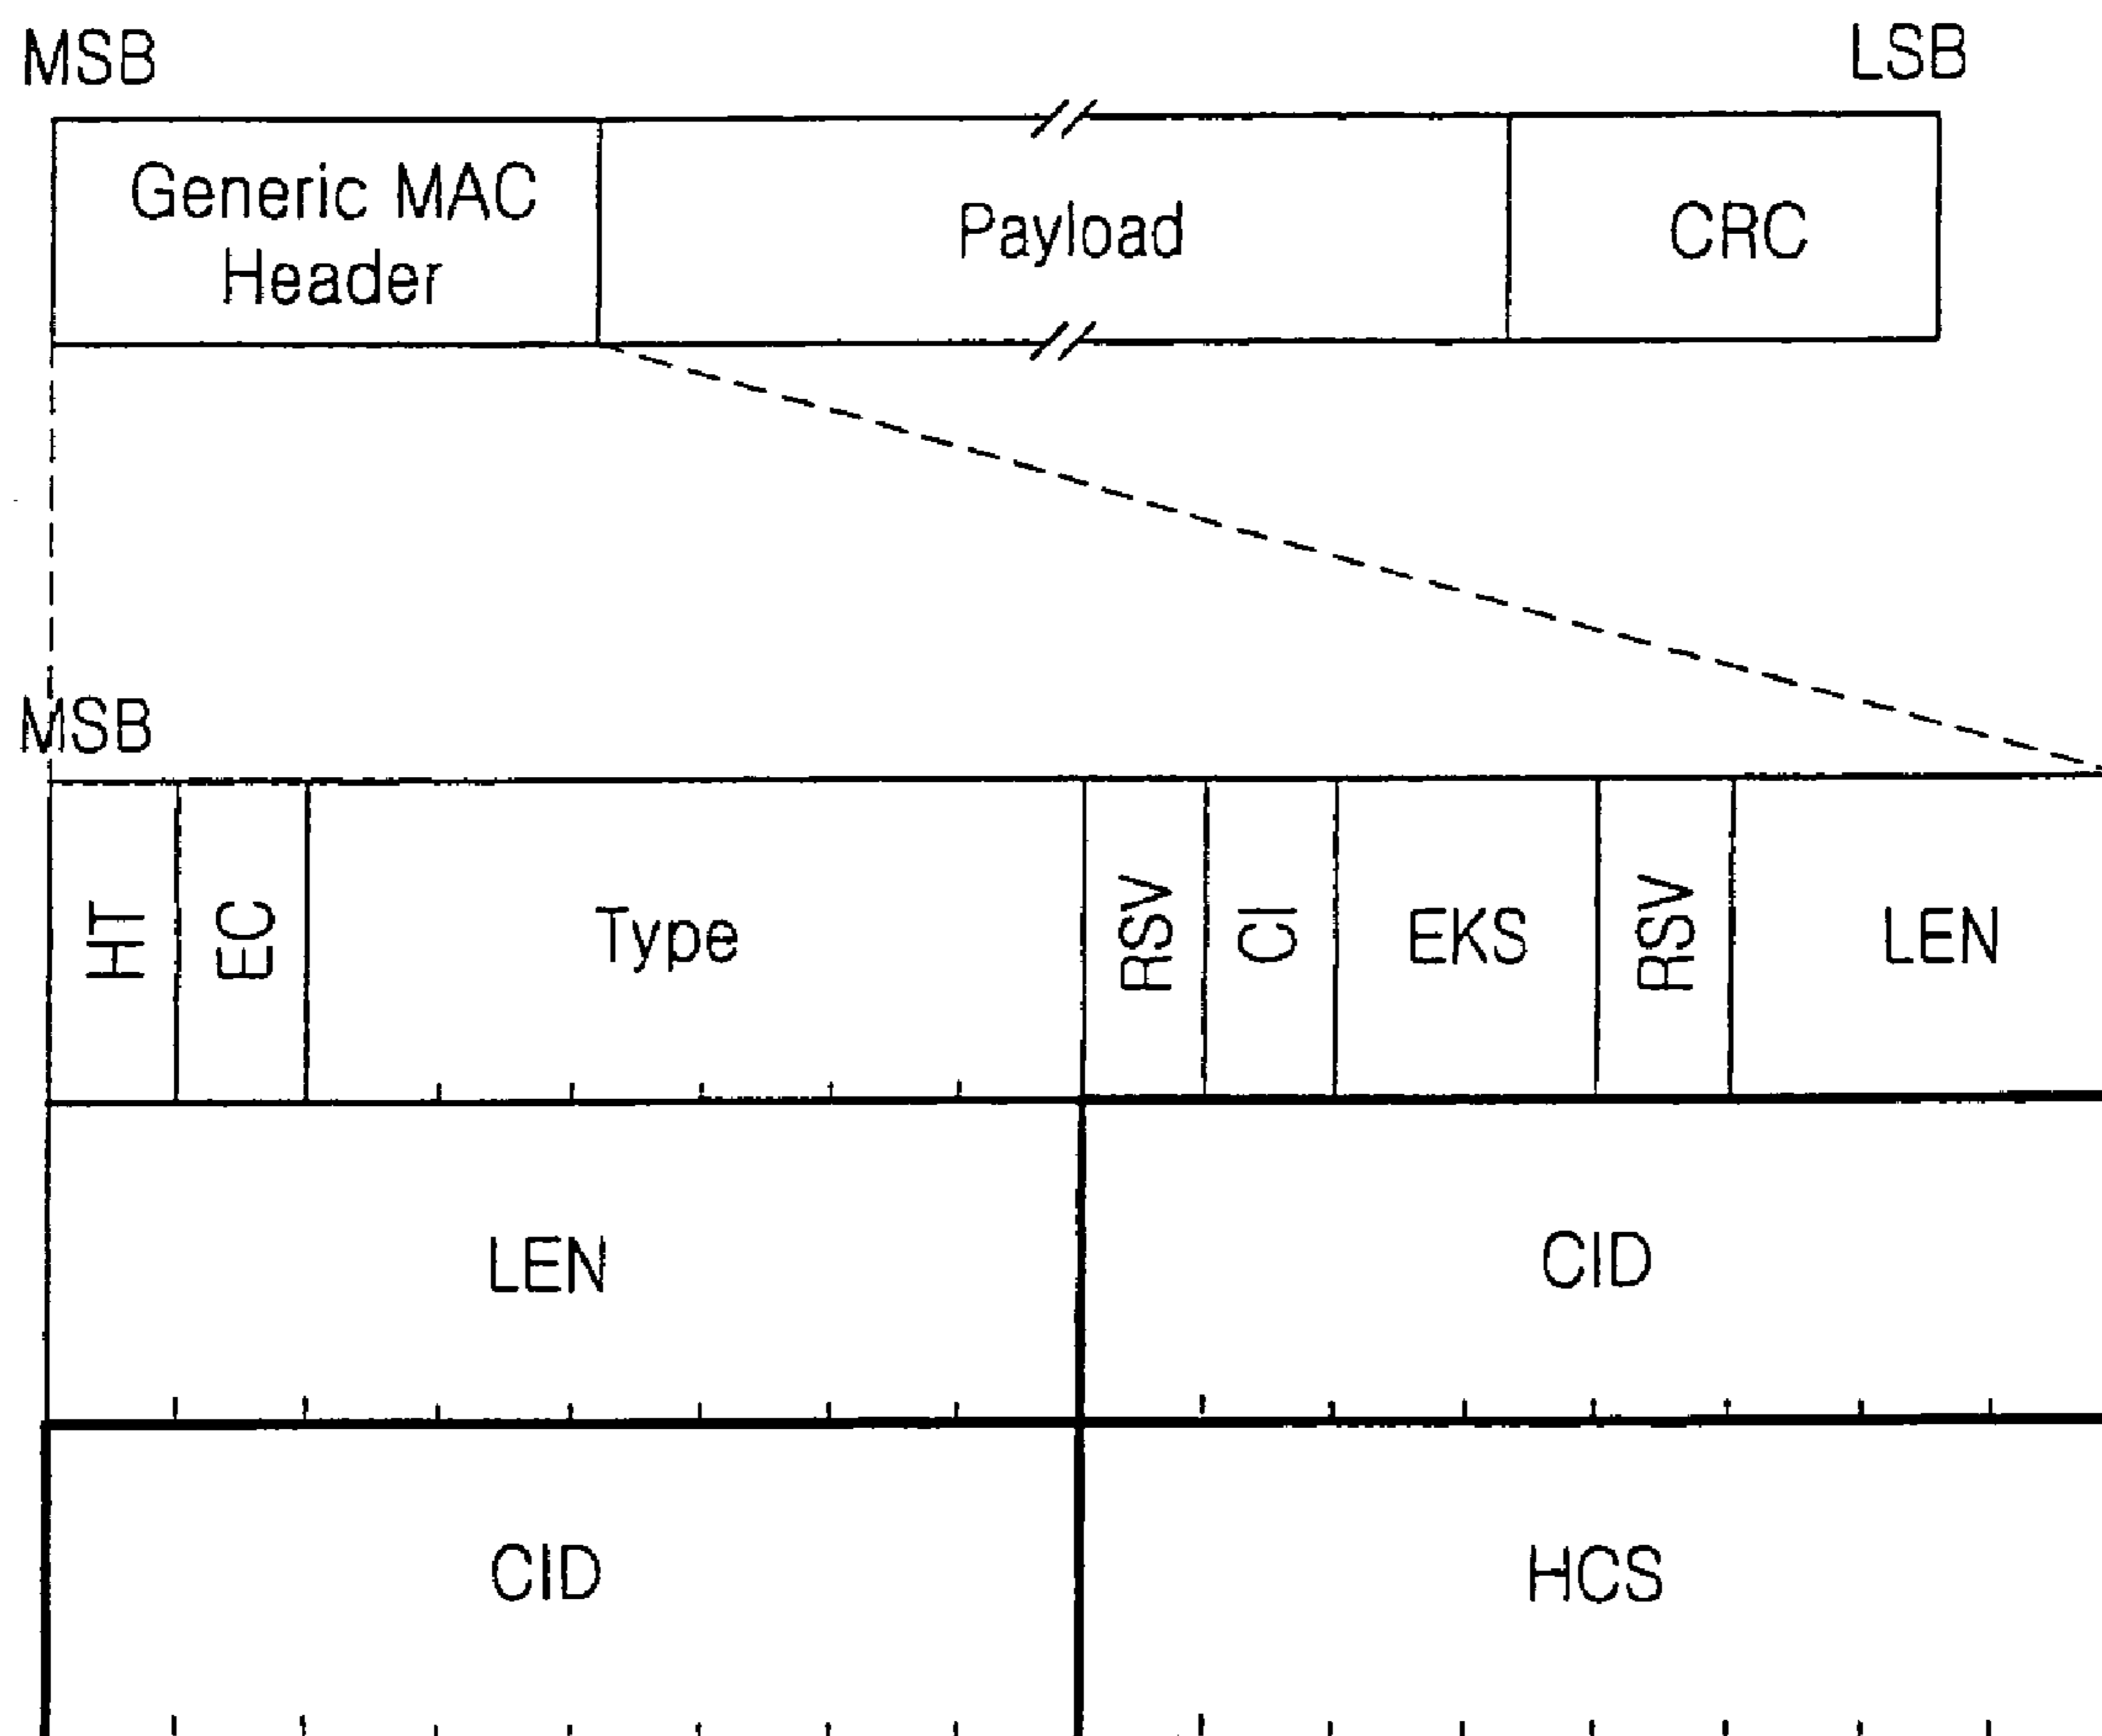 MSB
LSB
Generic MAC
Header
Payload
CRC
MSB
HT
EC
Type
RSV
CI
EKS
RSV
LEN
LEN
CID
CID
HCS